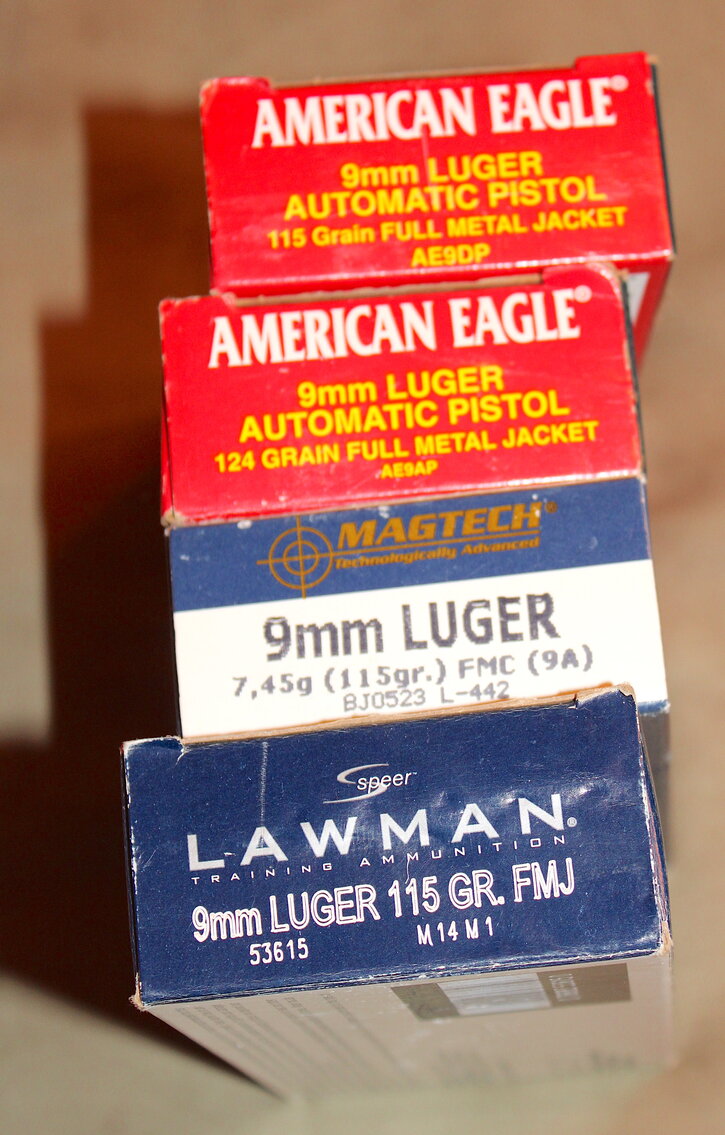 AMERICAN EAGLE®
9mm LUGER
AUTOMATIC PISTOL
115 Grain FULL METAL JACKET
AE9DP
AMERICAN EAGLE®
9mm LUGER
AUTOMATIC PISTOL
124 GRAIN FULL METAL JACKET
AE9AP
MAGTECH®
Technologically Advanced
9mm LUGER
7,45g (115gr.) FMC (9A)
BJ0523 L-442
speer™
LAWMAN®
TRAINING AMMUNITION
9mm LUGER 115 GR. FMJ
53615 M14M1